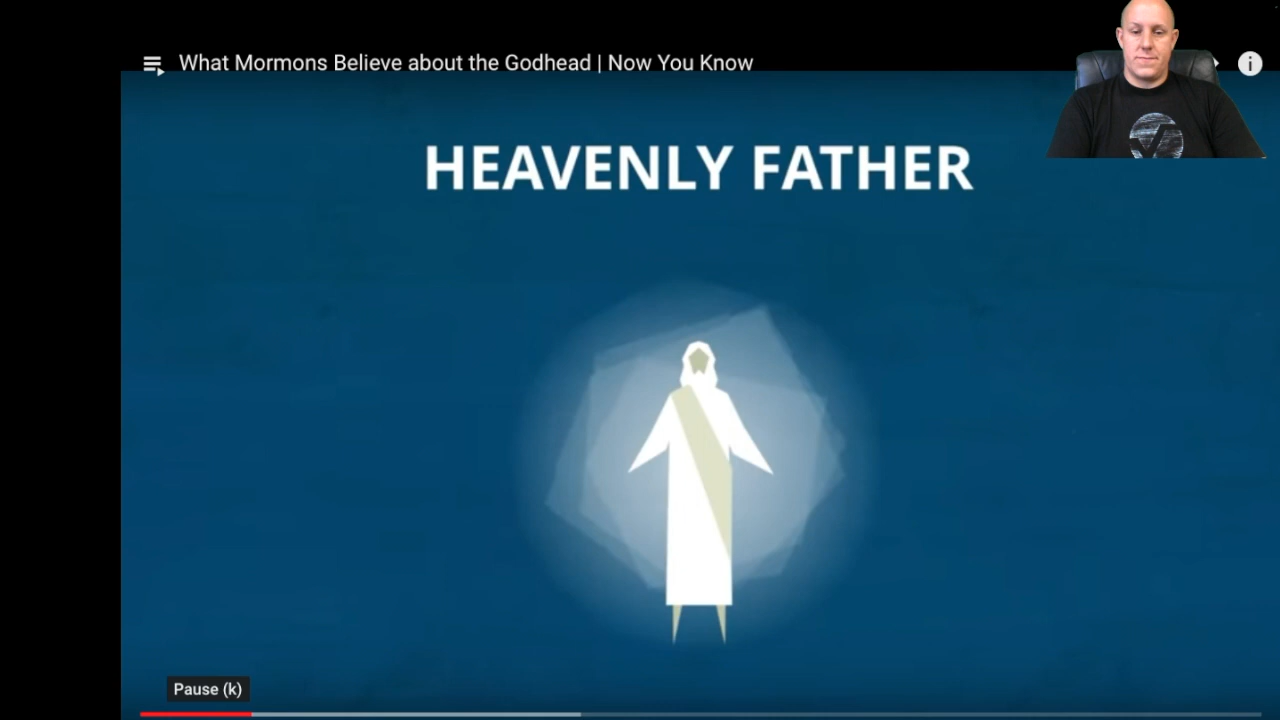 What Mormons Believe about the Godhead | Now You Know
HEAVENLY FATHER
Pause (k)